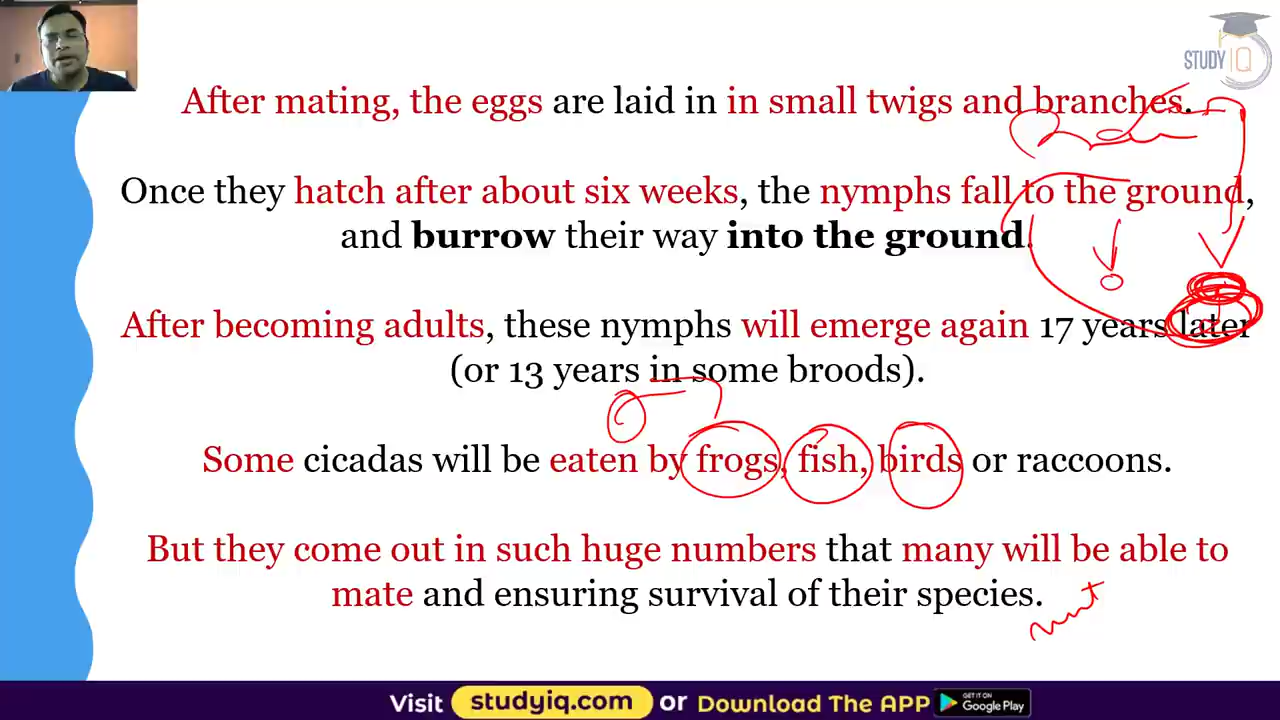 STUDY IQ
After mating, the eggs are laid in in small twigs and branches.
Once they hatch after about six weeks, the nymphs fall to the ground,
and burrow their way into the ground.
After becoming adults, these nymphs will emerge again 17 years later
(or 13 years in some broods).
Some cicadas will be eaten by frogs, fish, birds or raccoons.
But they come out in such huge numbers that many will be able to
mate and ensuring survival of their species.
Visit studyiq.com or Download The APP GET IT ON Google Play